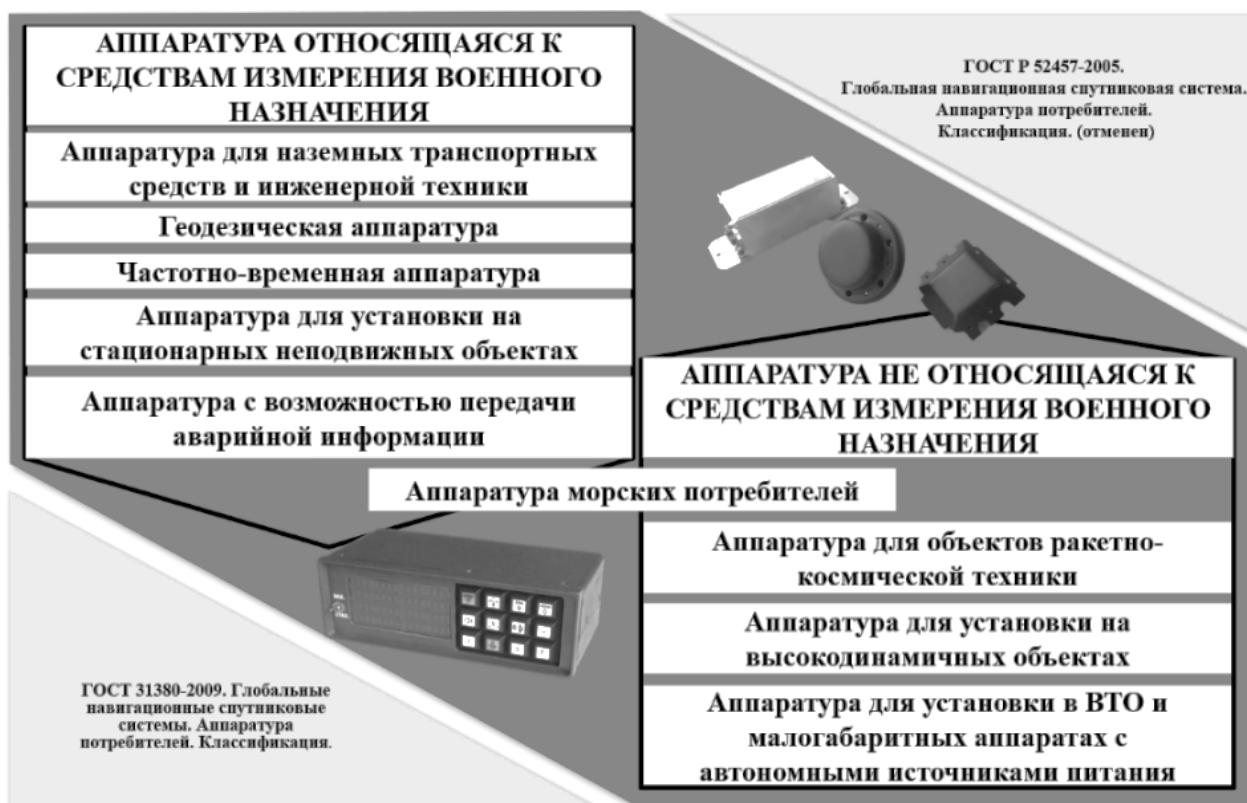 АППАРАТУРА ОТНОСЯЩАЯСЯ К
СРЕДСТВАМ ИЗМЕРЕНИЯ ВОЕННОГО
НАЗНАЧЕНИЯ
Аппаратура для наземных транспортных
средств и инженерной техники
Геодезическая аппаратура
Частотно-временная аппаратура
Аппаратура для установки на
стационарных неподвижных объектах
Аппаратура с возможностью передачи
аварийной информации
ГОСТ Р 52457-2005.
Глобальная навигационная спутниковая система.
Аппаратура потребителей.
Классификация. (отменен)
АППАРАТУРА НЕ ОТНОСЯЩАЯСЯ К
СРЕДСТВАМ ИЗМЕРЕНИЯ ВОЕННОГО
НАЗНАЧЕНИЯ
Аппаратура морских потребителей
Аппаратура для объектов ракетно-
космической техники
Аппаратура для установки на
высокодинамичных объектах
Аппаратура для установки в ВТО и
малогабаритных аппаратах с
автономными источниками питания
ГОСТ 31380-2009. Глобальные
навигационные спутниковые
системы. Аппаратура
потребителей. Классификация.